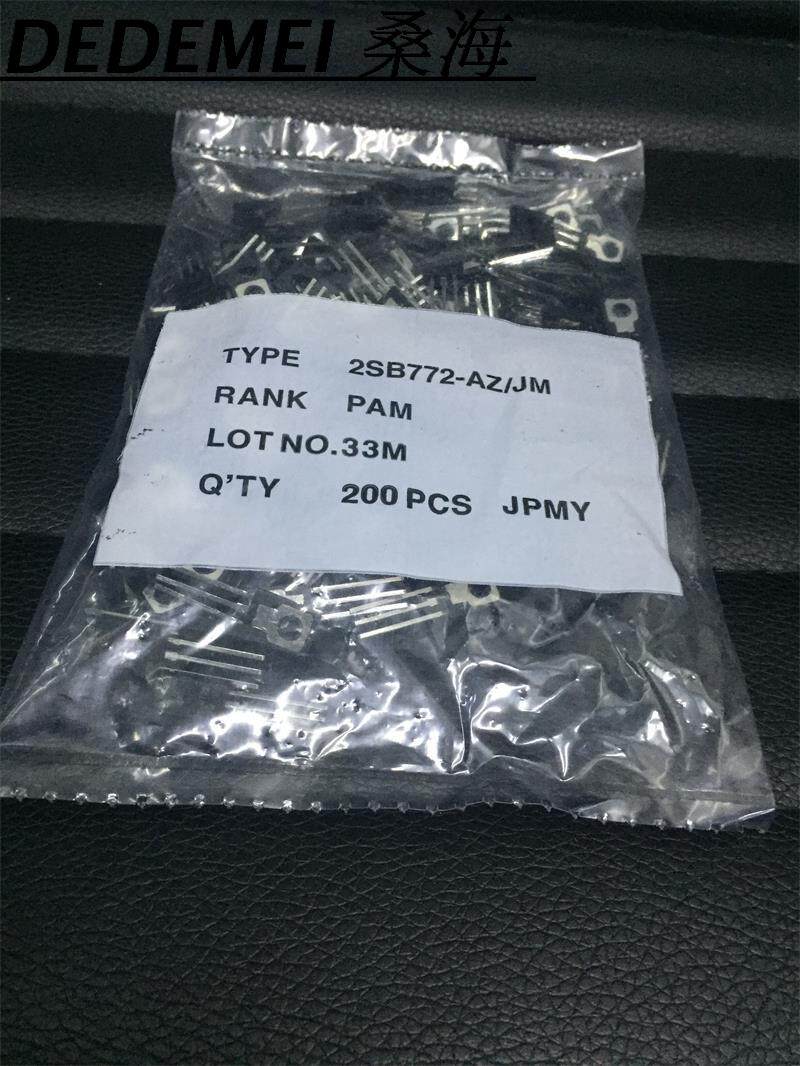 DEDEMEI 桑海
TYPE 2SB772-AZ/JM
RANK PAM
LOT NO.33M
Q'TY 200 PCS JPMY